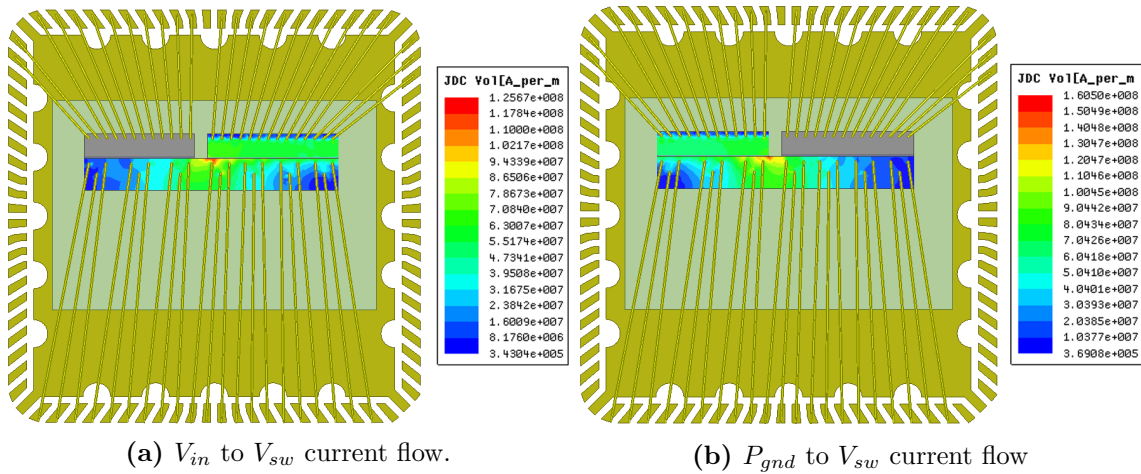 JDC Vol[A_per_m
1.2567e+008
1.1784e+008
1.1000e+008
1.0217e+008
9.4339e+007
8.6506e+007
7.8673e+007
7.0840e+007
6.3007e+007
5.5174e+007
4.7341e+007
3.9508e+007
3.1675e+007
2.3842e+007
1.6009e+007
8.1760e+006
3.4304e+005
(a) V_in to V_sw current flow.
JDC Vol[A_per_m
1.6050e+008
1.5049e+008
1.4048e+008
1.3047e+008
1.2047e+008
1.1046e+008
1.0045e+008
9.0442e+007
8.0434e+007
7.0426e+007
6.0418e+007
5.0410e+007
4.0401e+007
3.0393e+007
2.0385e+007
1.0377e+007
3.6908e+005
(b) P_gnd to V_sw current flow